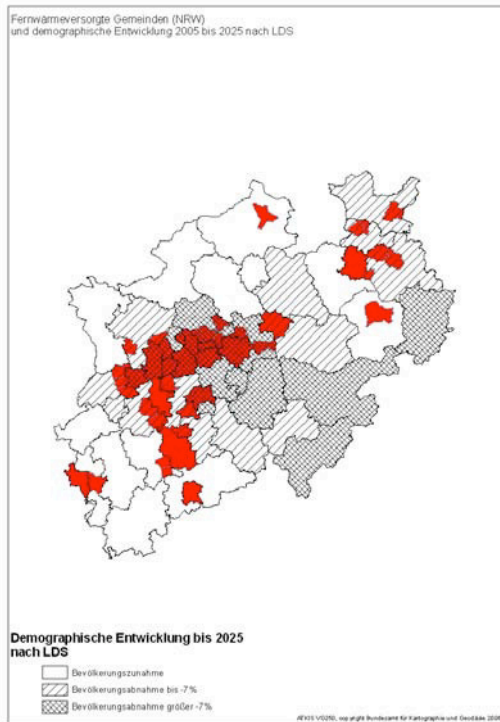 Fernwärmeversorgte Gemeinden (NRW)
und demographische Entwicklung 2005 bis 2025 nach LDS
Demographische Entwicklung bis 2025
nach LDS
Bevölkerungszunahme
Bevölkerungsabnahme bis -7%
Bevölkerungsabnahme größer -7%
ATKIS VG250, copyright Bundesamt für Kartographie und Geodäsie